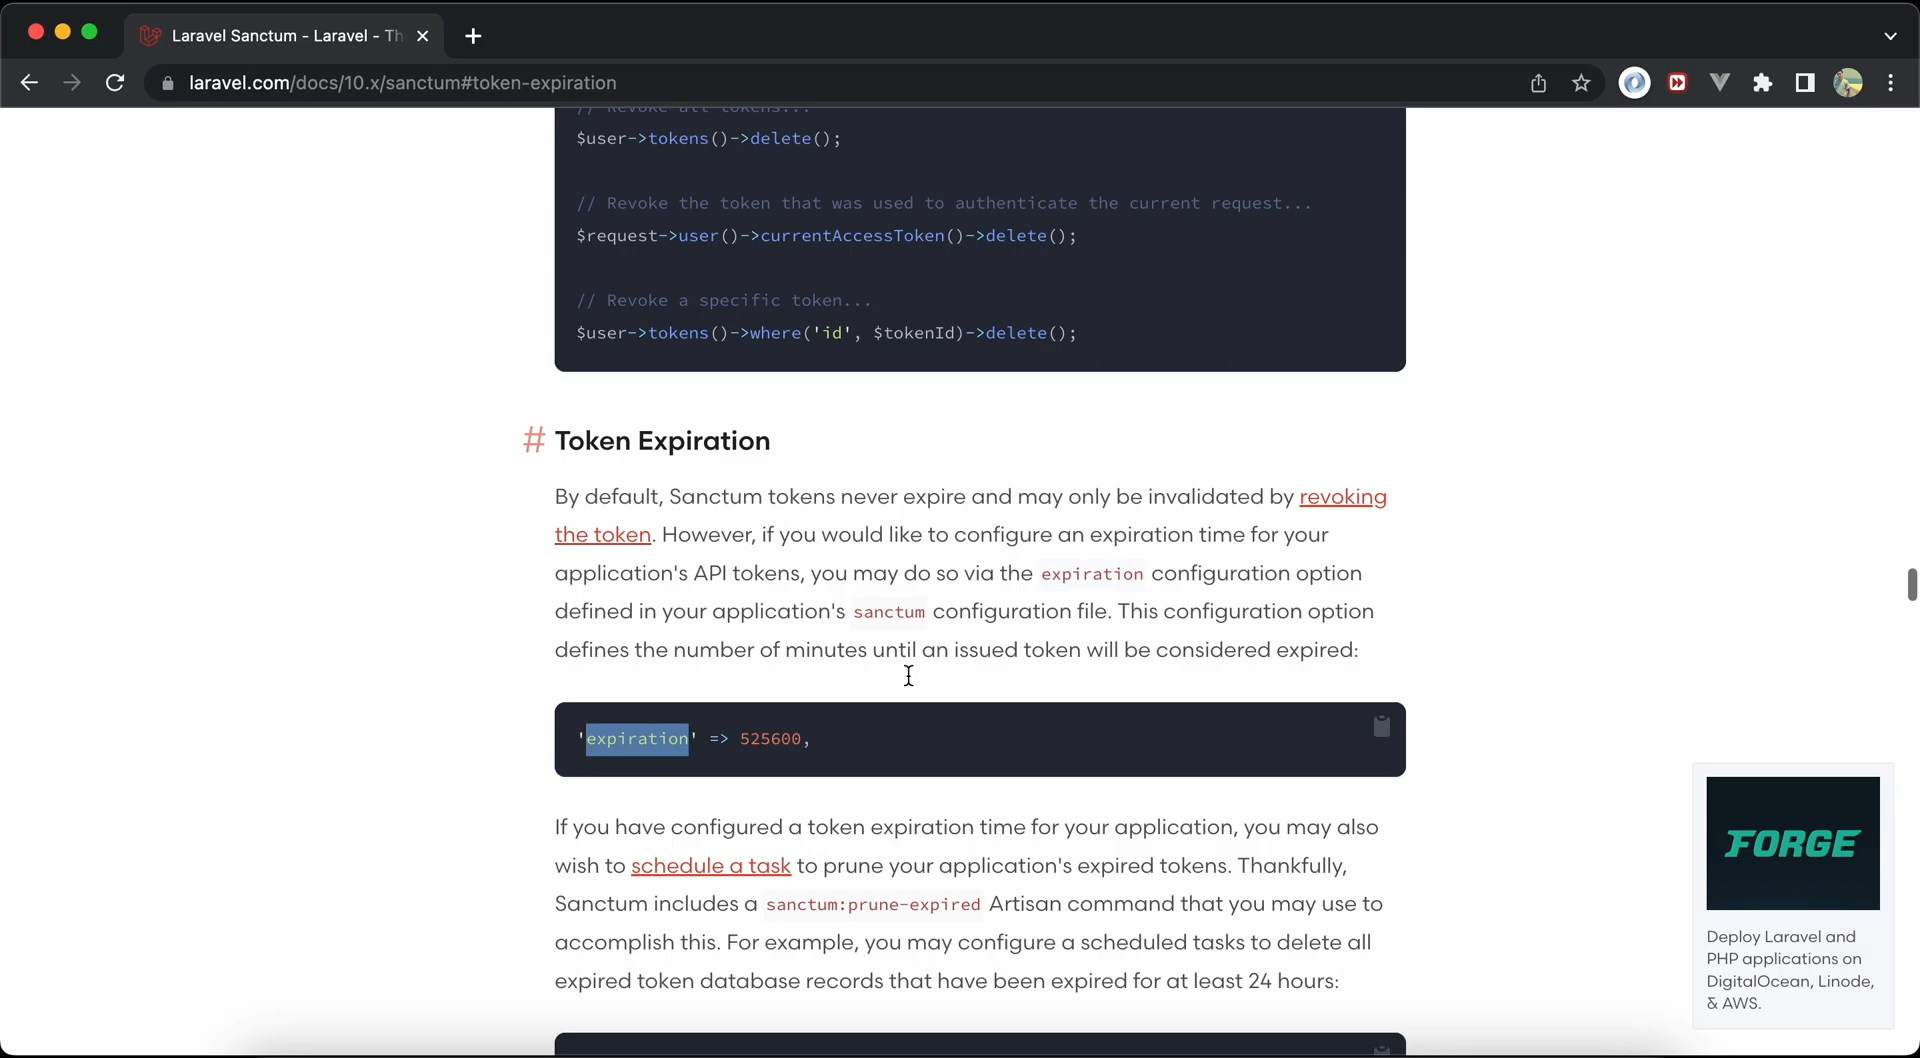 Laravel Sanctum - Laravel - Th
laravel.com/docs/10.x/sanctum#token-expiration
// Revoke all tokens...
$user->tokens()->delete();
// Revoke the token that was used to authenticate the current request...
$request->user()->currentAccessToken()->delete();
// Revoke a specific token...
$user->tokens()->where('id', $tokenId)->delete();
# Token Expiration
By default, Sanctum tokens never expire and may only be invalidated by revoking
the token. However, if you would like to configure an expiration time for your
application's API tokens, you may do so via the expiration configuration option
defined in your application's sanctum configuration file. This configuration option
defines the number of minutes until an issued token will be considered expired:
'expiration' => 525600,
If you have configured a token expiration time for your application, you may also
wish to schedule a task to prune your application's expired tokens. Thankfully,
Sanctum includes a sanctum:prune-expired Artisan command that you may use to
accomplish this. For example, you may configure a scheduled tasks to delete all
expired token database records that have been expired for at least 24 hours:
FORGE
Deploy Laravel and
PHP applications on
DigitalOcean, Linode,
& AWS.